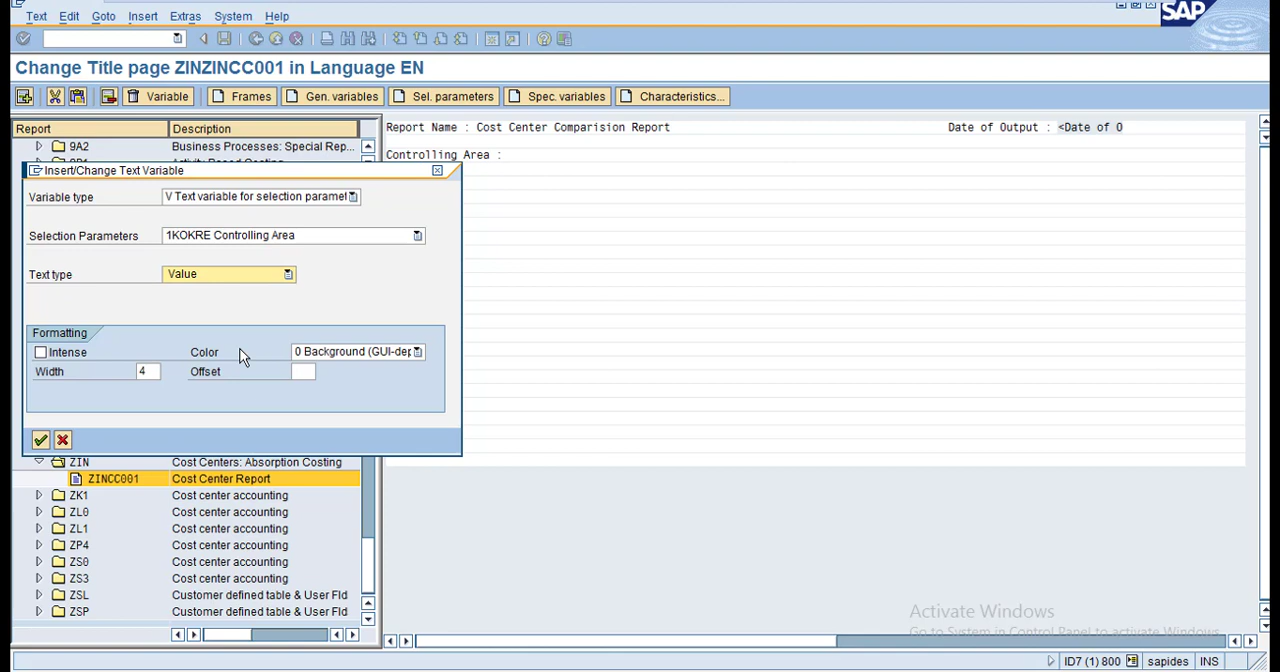 Text Edit Goto Insert Extras System Help
SAP
Change Title page ZINZINCC001 in Language EN
Variable Frames Gen. variables Sel. parameters Spec. variables Characteristics...
Report Description
9A2 Business Processes: Special Rep...
Report Name : Cost Center Comparision Report Date of Output : <Date of O
Controlling Area :
Insert/Change Text Variable
Variable type V Text variable for selection paramet
Selection Parameters 1KOKRE Controlling Area
Text type Value
Formatting
Intense Color 0 Background (GUI-dep
Width 4 Offset
ZIN Cost Centers: Absorption Costing
ZINCC001 Cost Center Report
ZK1 Cost center accounting
ZL0 Cost center accounting
ZL1 Cost center accounting
ZP4 Cost center accounting
ZS0 Cost center accounting
ZS3 Cost center accounting
ZSL Customer defined table & User Fld
ZSP Customer defined table & User Fld
Activate Windows
Go to System in Control Panel to activate Windows.
ID7 (1) 800 sapides INS